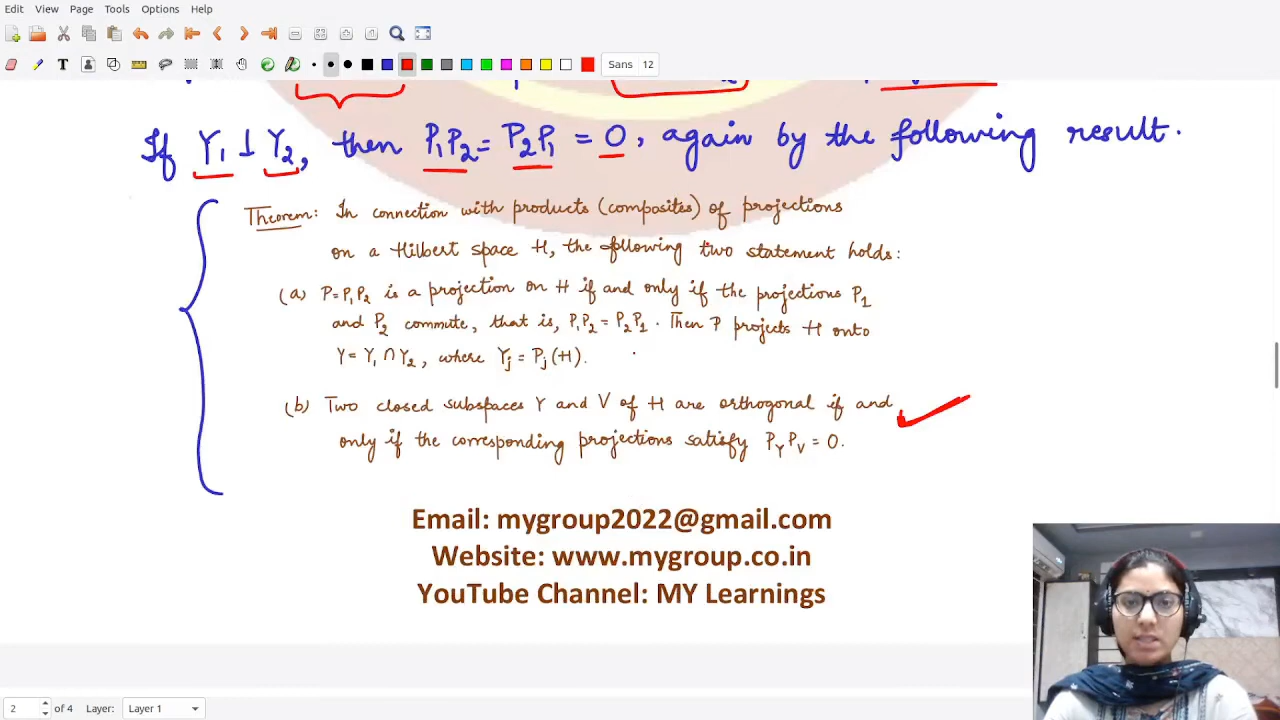 Edit View Page Tools Options Help
Sans 12
If Y₁ ⊥ Y₂, then P₁P₂ = P₂P₁ = 0, again by the following result.
Theorem: In connection with products (composites) of projections
on a Hilbert space H, the following two statement holds:
(a) P=P₁P₂ is a projection on H if and only if the projections P₁
and P₂ commute, that is, P₁P₂ = P₂P₁. Then P projects H onto
Y = Y₁ ∩ Y₂, where Yⱼ = Pⱼ(H).
(b) Two closed subspaces Y and V of H are orthogonal if and
only if the corresponding projections satisfy P_Y P_V = 0.
Email: mygroup2022@gmail.com
Website: www.mygroup.co.in
YouTube Channel: MY Learnings
2 of 4 Layer: Layer 1